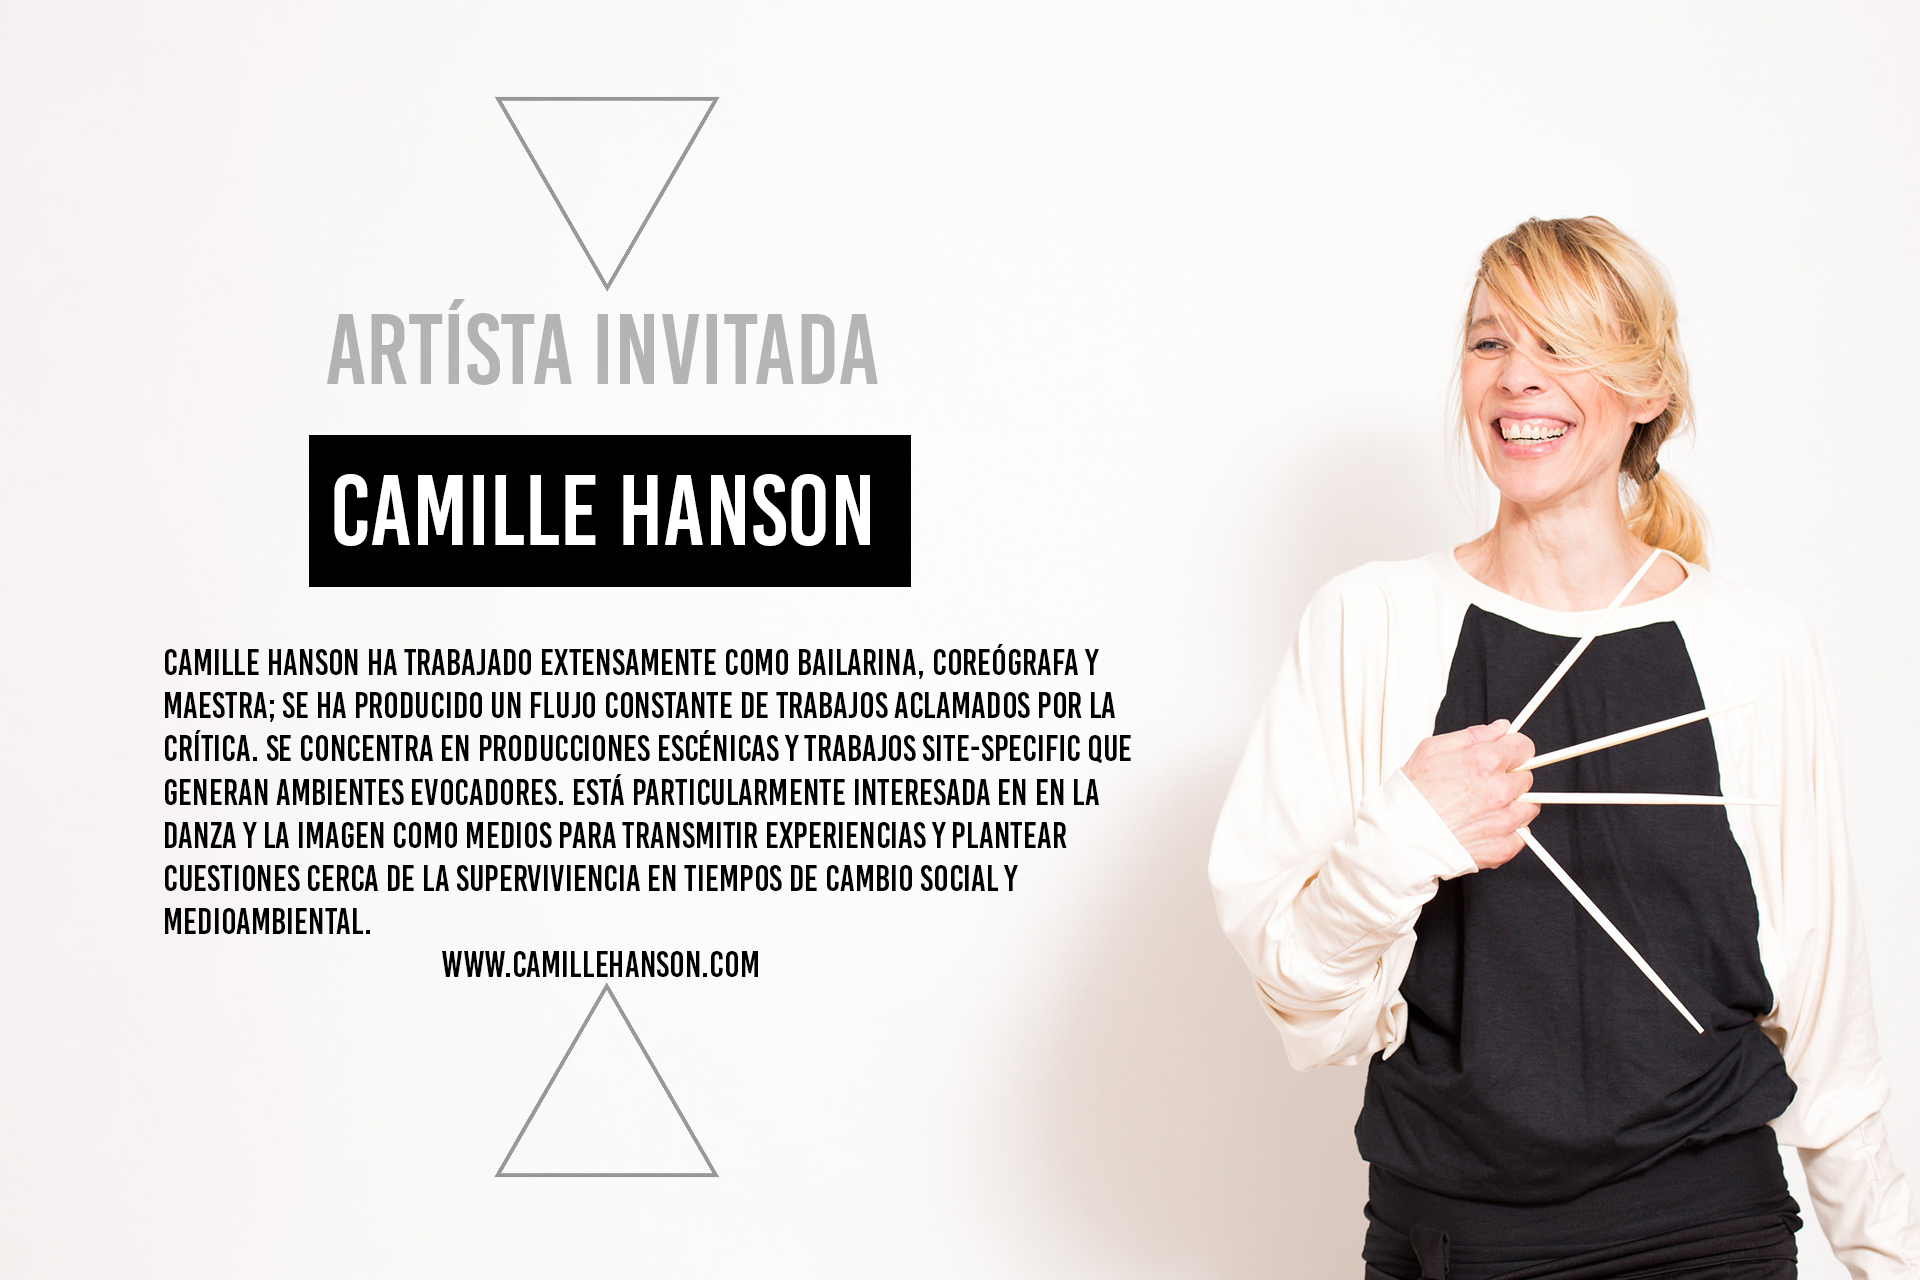 ARTÍSTA INVITADA
CAMILLE HANSON
CAMILLE HANSON HA TRABAJADO EXTENSAMENTE COMO BAILARINA, COREÓGRAFA Y
MAESTRA; SE HA PRODUCIDO UN FLUJO CONSTANTE DE TRABAJOS ACLAMADOS POR LA
CRÍTICA. SE CONCENTRA EN PRODUCCIONES ESCÉNICAS Y TRABAJOS SITE-SPECIFIC QUE
GENERAN AMBIENTES EVOCADORES. ESTÁ PARTICULARMENTE INTERESADA EN EN LA
DANZA Y LA IMAGEN COMO MEDIOS PARA TRANSMITIR EXPERIENCIAS Y PLANTEAR
CUESTIONES CERCA DE LA SUPERVIVIENCIA EN TIEMPOS DE CAMBIO SOCIAL Y
MEDIOAMBIENTAL.
WWW.CAMILLEHANSON.COM